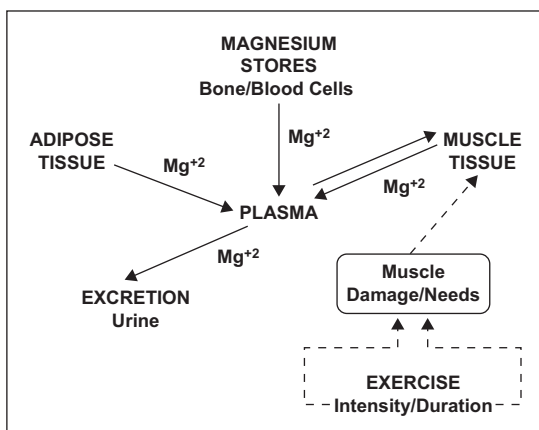 MAGNESIUM
STORES
Bone/Blood Cells
ADIPOSE
TISSUE
Mg+2
Mg+2
MUSCLE
TISSUE
Mg+2
PLASMA
Mg+2
EXCRETION
Urine
Muscle
Damage/Needs
EXERCISE
Intensity/Duration